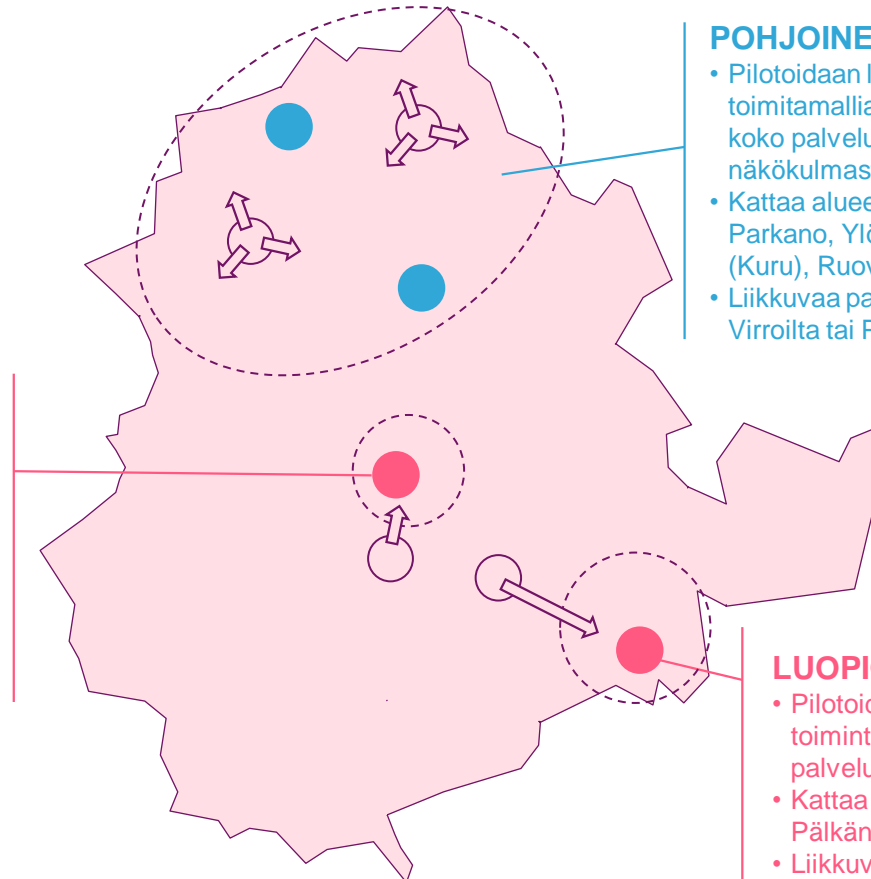 POHJOINE
• Pilotoidaan
toimitamallia
koko palvelu
näkökulmas
• Kattaa aluee
Parkano, Ylö
(Kuru), Ruov
• Liikkuvaa pa
Virroilta tai
LUOPI
• Pilotoid
toimint
palvelu
• Kattaa
Pälkän
• Liikkuv